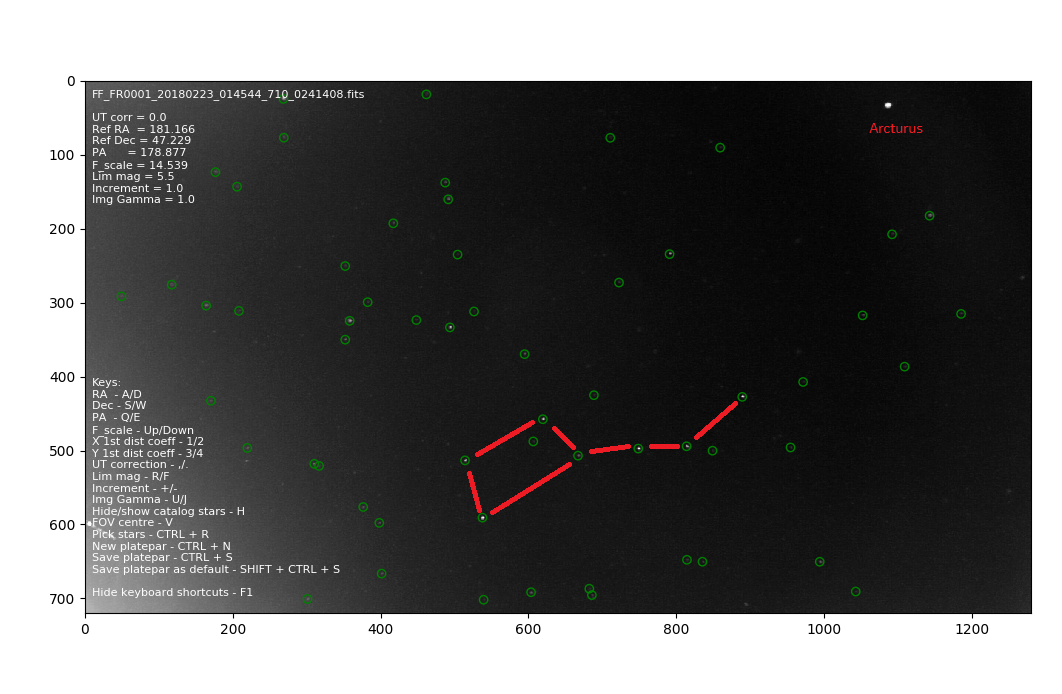 FF_FR0001_20180223_014544_710_0241408.fits
UT corr = 0.0
Ref RA = 181.166
Ref Dec = 47.229
PA = 178.877
F_scale = 14.539
Lim mag = 5.5
Increment = 1.0
Img Gamma = 1.0
Arcturus
Keys:
RA - A/D
Dec - S/W
PA - Q/E
F_scale - Up/Down
X 1st dist coeff - 1/2
Y 1st dist coeff - 3/4
UT correction - ,/.
Lim mag - R/F
Increment - +/-
Img Gamma - U/J
Hide/show catalog stars - H
FOV centre - V
Pick stars - CTRL + R
New platepar - CTRL + N
Save platepar - CTRL + S
Save platepar as default - SHIFT + CTRL + S
Hide keyboard shortcuts - F1
0
100
200
300
400
500
600
700
0 200 400 600 800 1000 1200